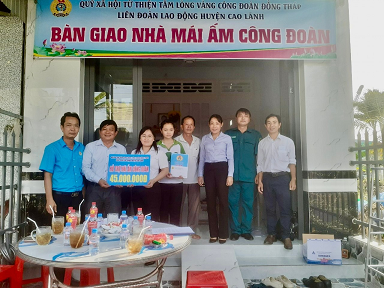 QUỸ XÃ HỘI TỪ THIỆN TẤM LÒNG VÀNG CÔNG ĐOÀN ĐỒNG THÁP
LIÊN ĐOÀN LAO ĐỘNG HUYỆN CAO LÃNH
BÀN GIAO NHÀ MÁI ẤM CÔNG ĐOÀN
45.000.000đ